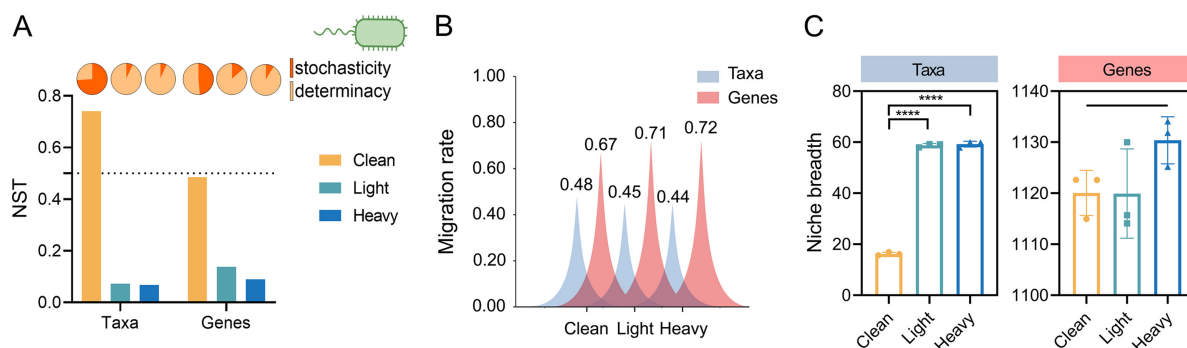 A
stochasticity
determinacy
0.8
0.6
0.4
0.2
0.0
NST
Clean
Light
Heavy
Taxa
Genes
B
1.00
0.80
0.60
0.40
0.20
0.00
Migration rate
Taxa
Genes
0.48
0.67
0.45
0.71
0.44
0.72
Clean Light Heavy
C
Taxa
Genes
Niche breadth
80
60
40
20
0
****
****
Clean
Light
Heavy
1140
1130
1120
1110
1100
Clean
Light
Heavy